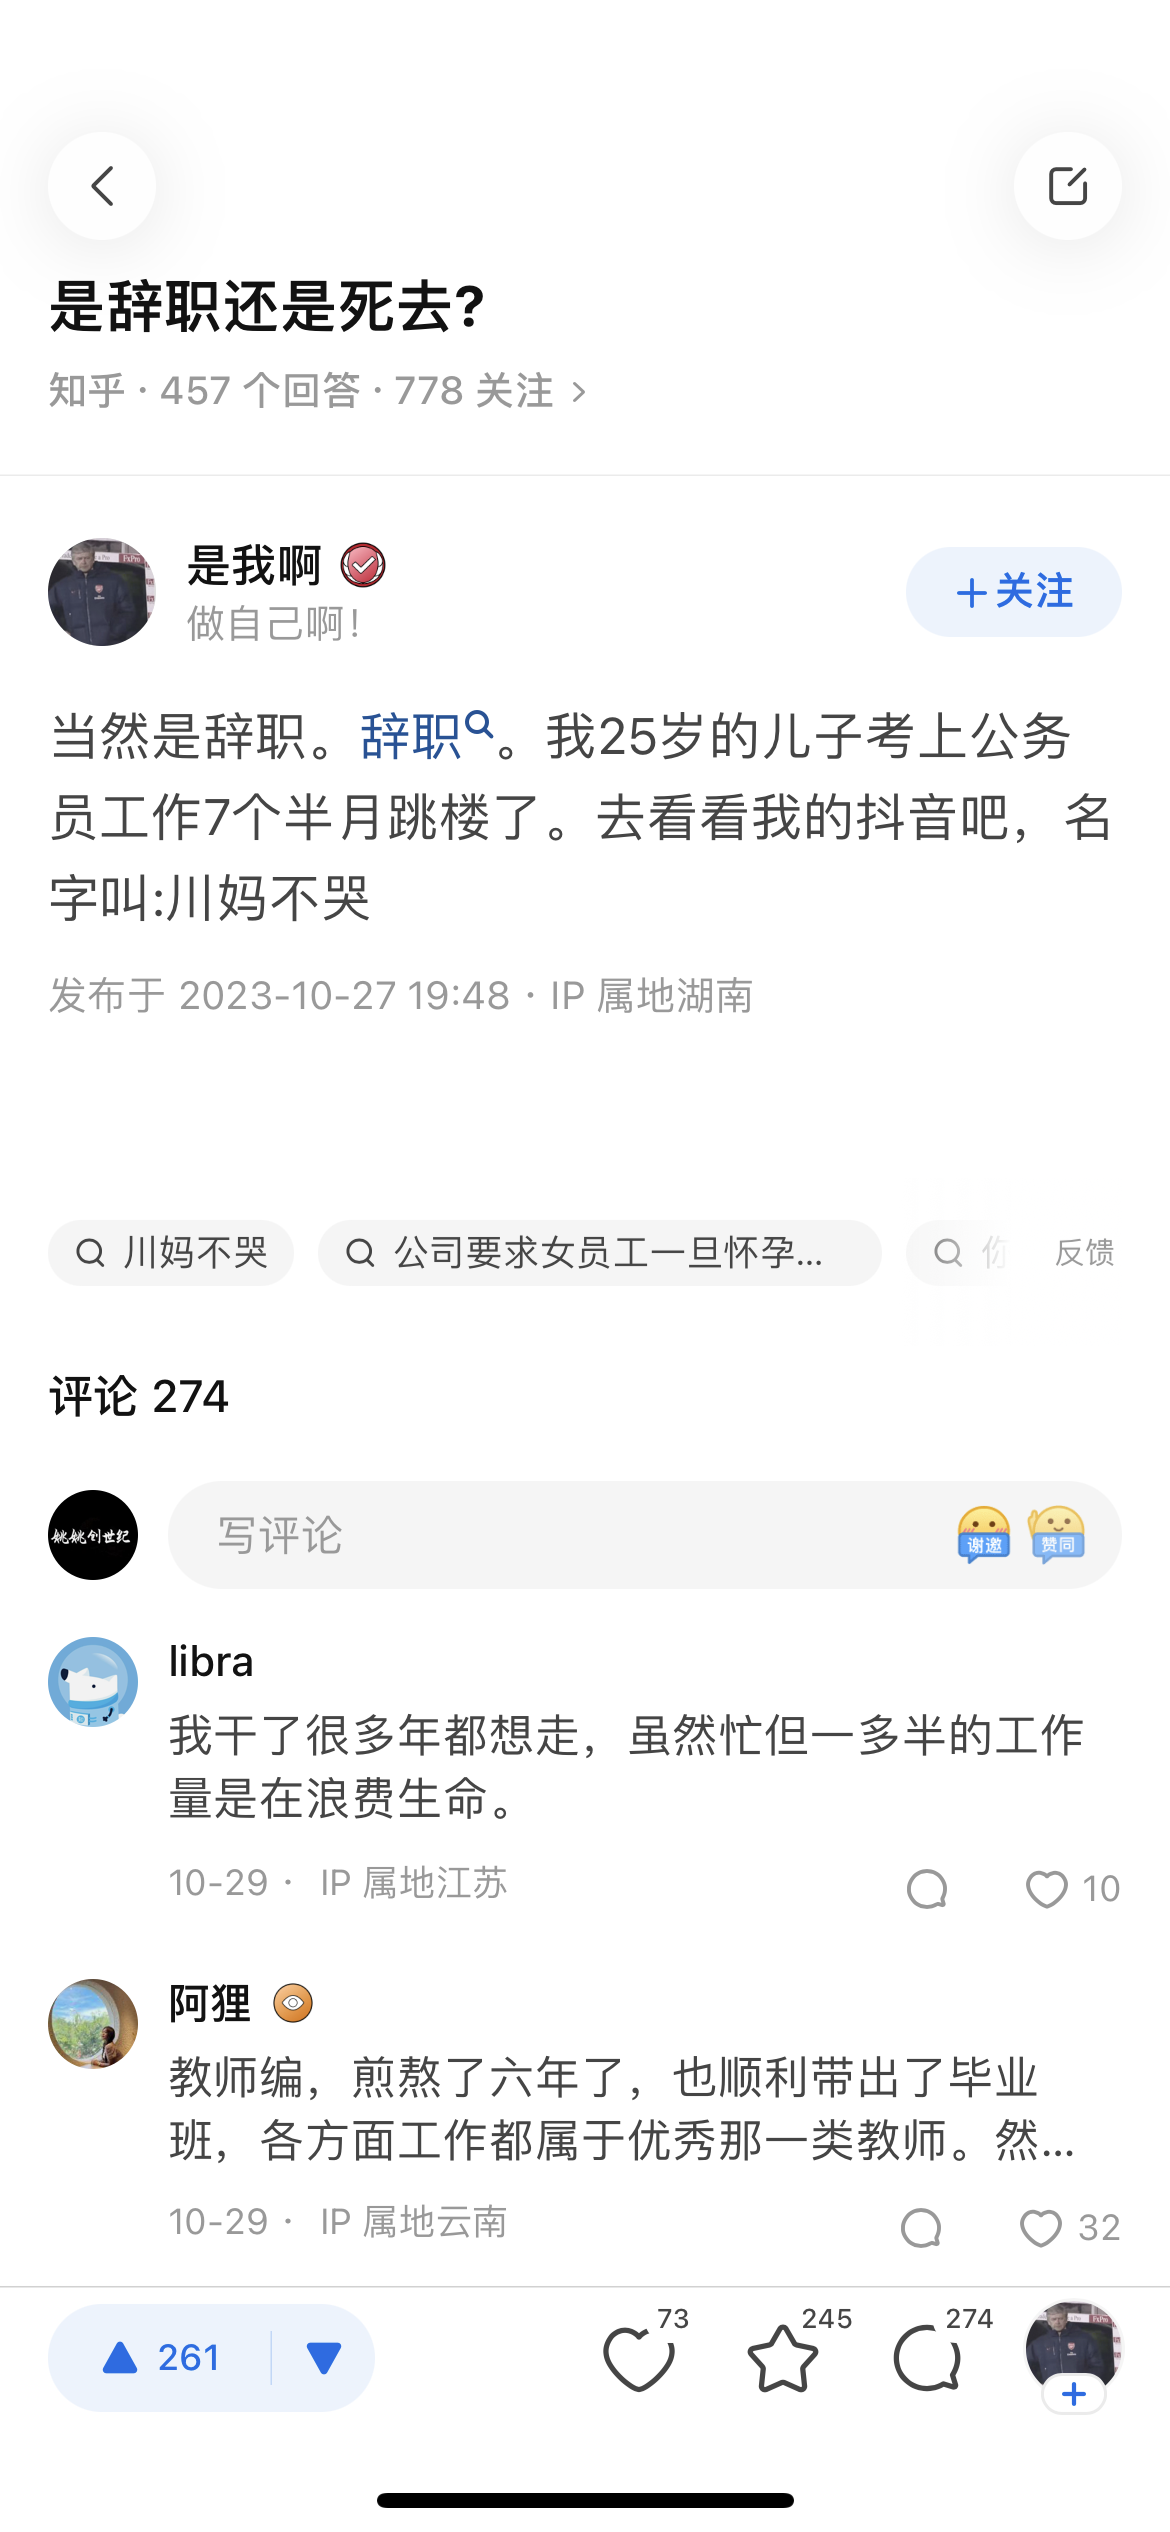 是辞职还是死去?
知乎 · 457 个回答 · 778 关注 >
是我啊
做自己啊！
关注
当然是辞职。辞职。我25岁的儿子考上公务
员工作7个半月跳楼了。去看看我的抖音吧，名
字叫:川妈不哭
发布于 2023-10-27 19:48 · IP 属地湖南
川妈不哭
公司要求女员工一旦怀孕...
你
反馈
评论 274
姚姚创世纪
写评论
谢邀
赞同
libra
我干了很多年都想走，虽然忙但一多半的工作
量是在浪费生命。
10-29 · IP 属地江苏
10
阿狸
教师编，煎熬了六年了，也顺利带出了毕业
班，各方面工作都属于优秀那一类教师。然...
10-29 · IP 属地云南
32
261
73
245
274